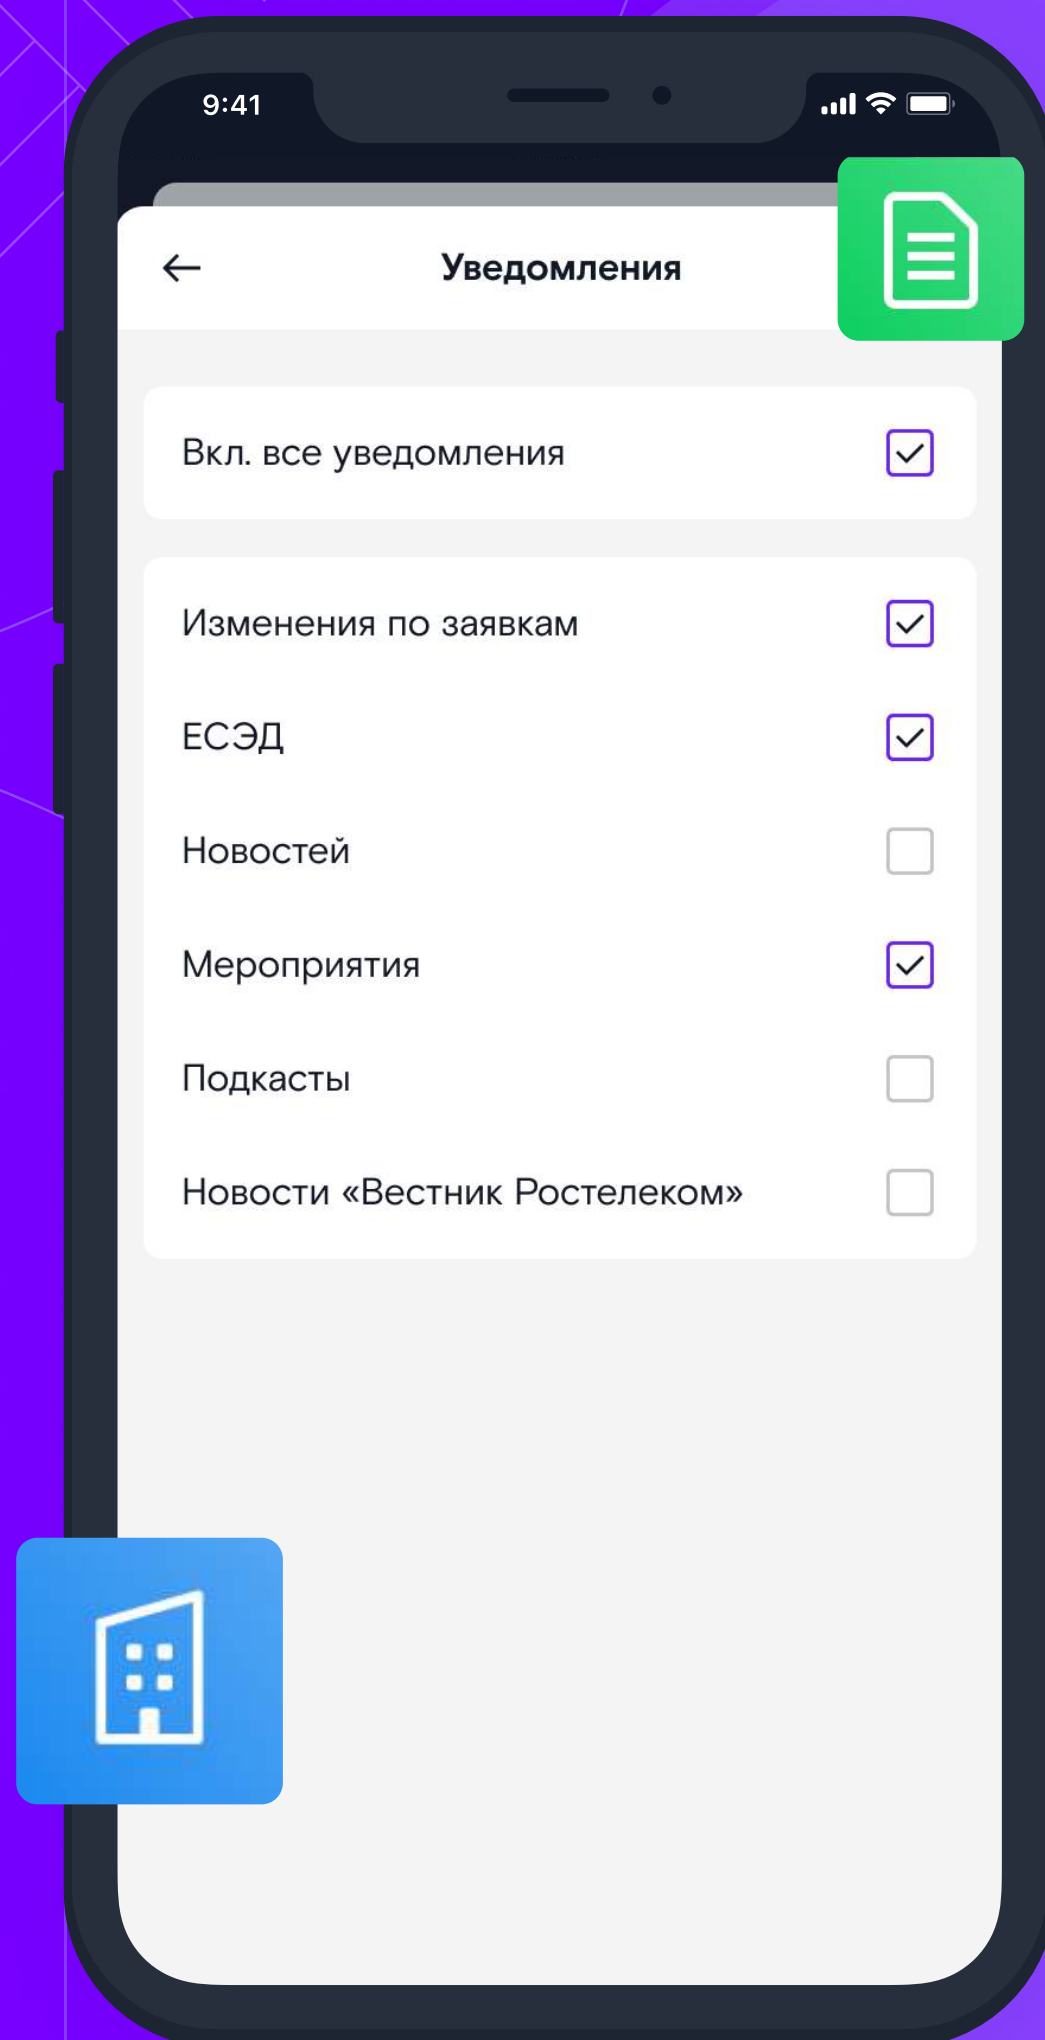 9:41
Уведомления
Вкл. все уведомления
Изменения по заявкам
ЕСЭД
Новостей
Мероприятия
Подкасты
Новости «Вестник Ростелеком»